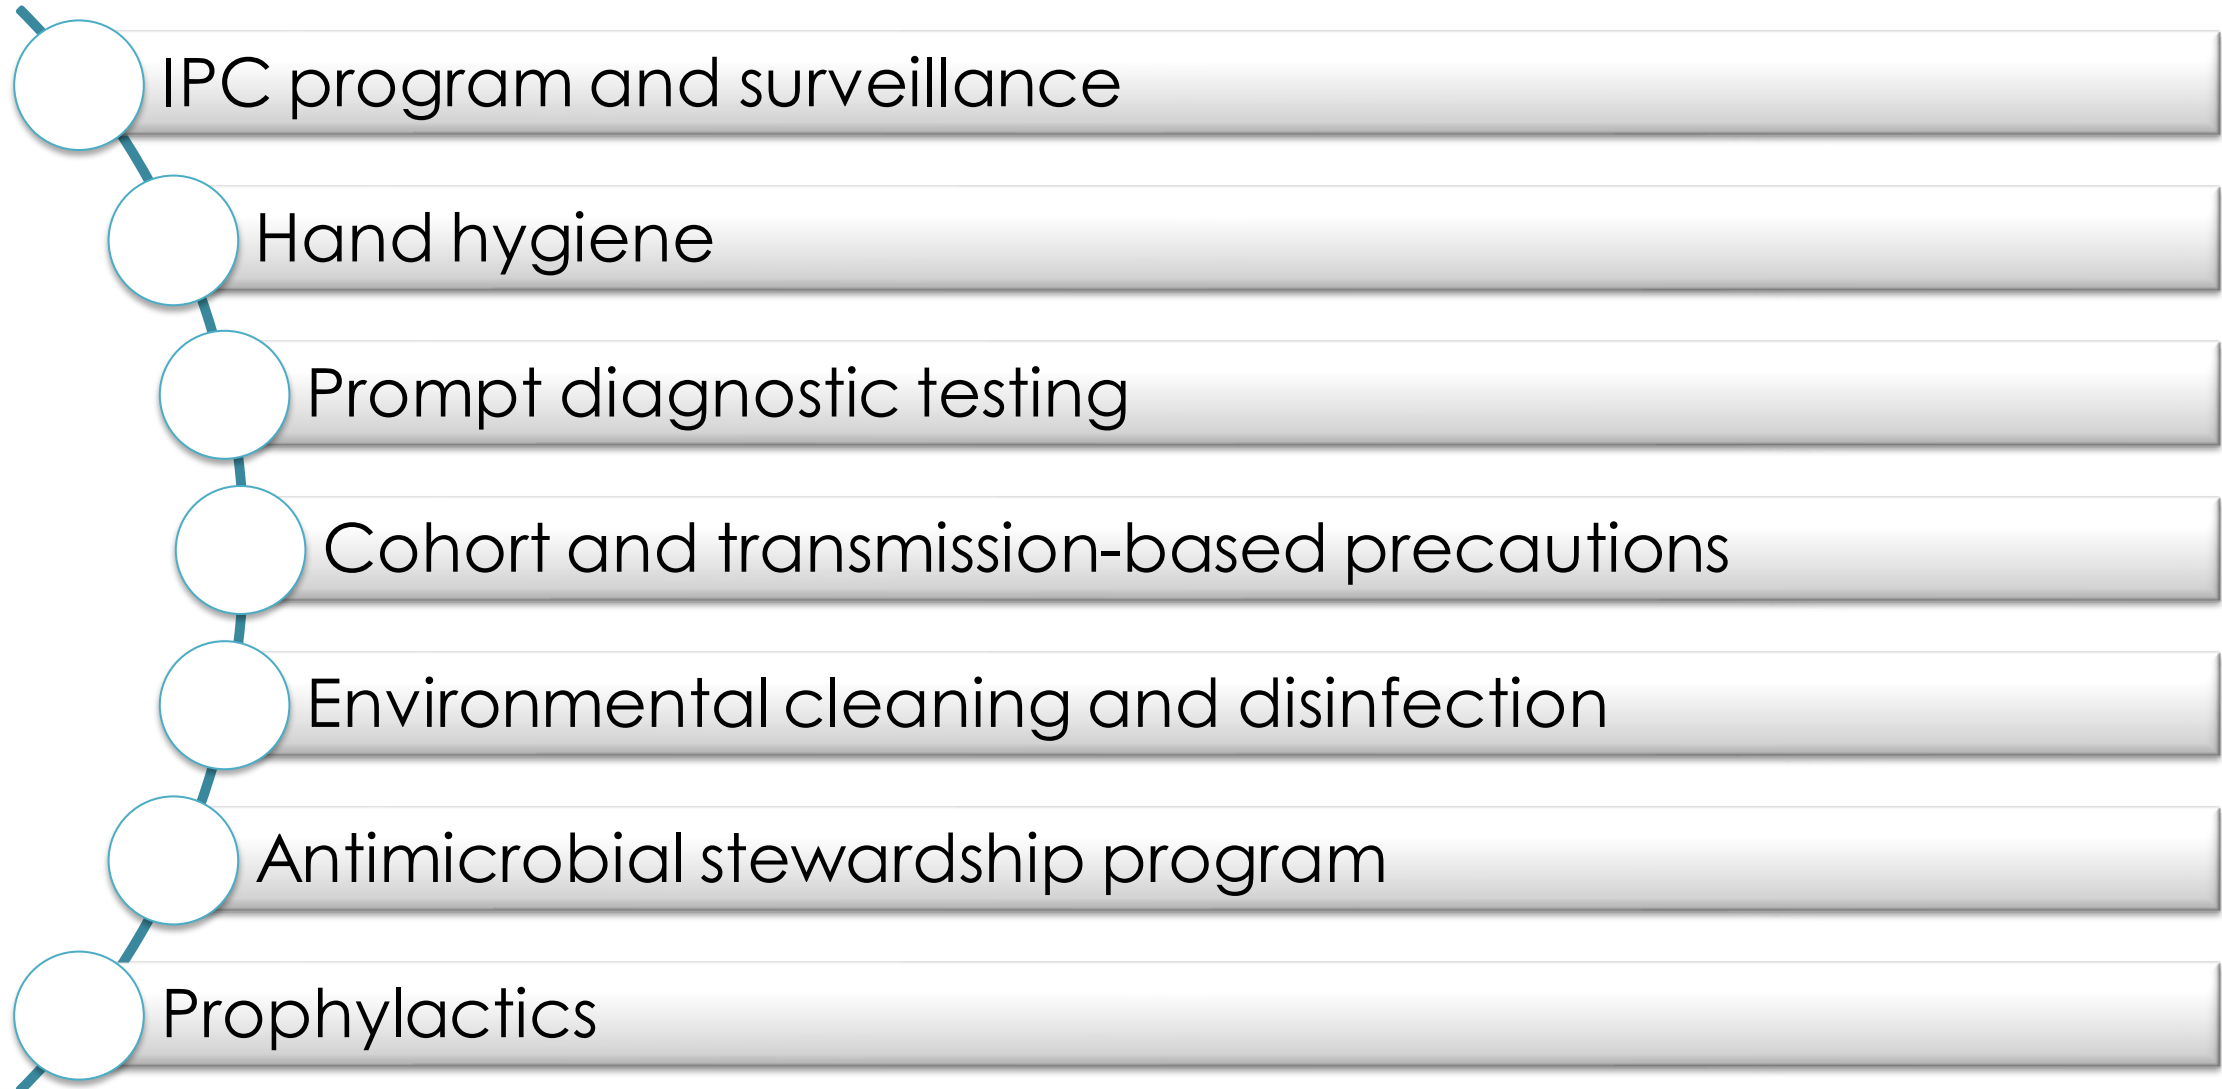 IPC program and surveillance
Hand hygiene
Prompt diagnostic testing
Cohort and transmission-based precautions
Environmental cleaning and disinfection
Antimicrobial stewardship program
Prophylactics